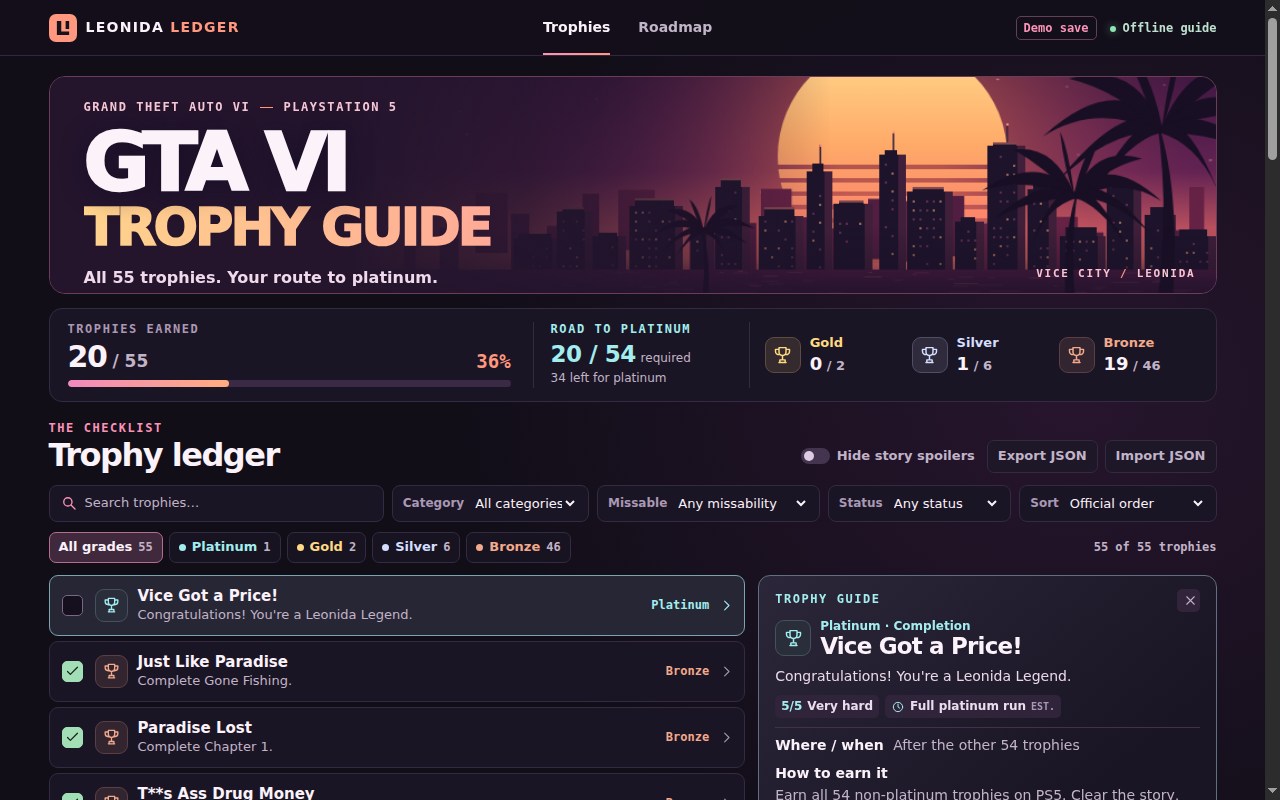 LEONIDA LEDGER
Trophies
Roadmap
Demo save
Offline guide
GRAND THEFT AUTO VI — PLAYSTATION 5
GTA VI
TROPHY GUIDE
All 55 trophies. Your route to platinum.
VICE CITY / LEONIDA
TROPHIES EARNED
20 / 55
36%
ROAD TO PLATINUM
20 / 54 required
34 left for platinum
Gold
0 / 2
Silver
1 / 6
Bronze
19 / 46
THE CHECKLIST
Trophy ledger
Hide story spoilers
Export JSON
Import JSON
Search trophies...
Category All categories
Missable Any missability
Status Any status
Sort Official order
All grades 55
Platinum 1
Gold 2
Silver 6
Bronze 46
55 of 55 trophies
Vice Got a Price!
Congratulations! You're a Leonida Legend.
Platinum
Just Like Paradise
Complete Gone Fishing.
Bronze
Paradise Lost
Complete Chapter 1.
Bronze
T**s Ass Drug Money
Bronze
TROPHY GUIDE
Platinum · Completion
Vice Got a Price!
Congratulations! You're a Leonida Legend.
5/5 Very hard
Full platinum run EST.
Where / when After the other 54 trophies
How to earn it
Earn all 54 non-platinum trophies on PS5. Clear the story,